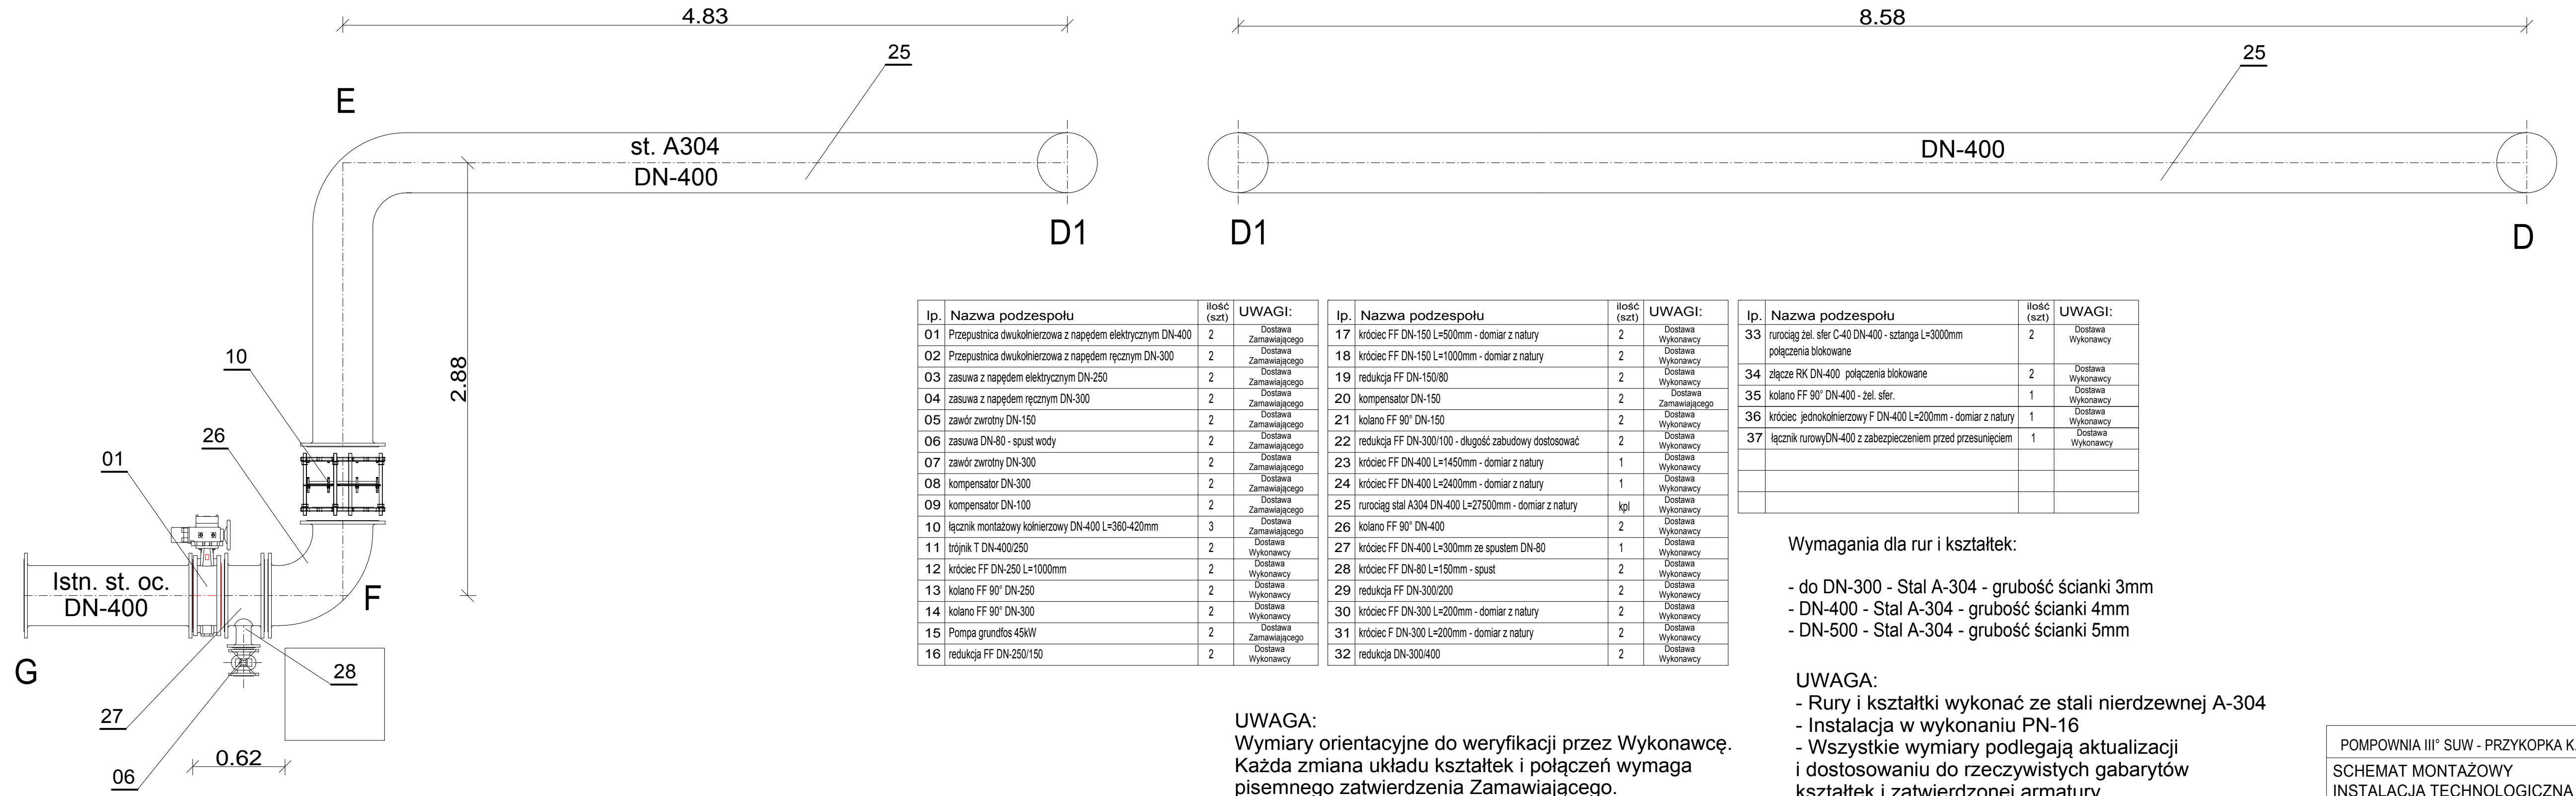 4.83
8.58
25
25
E
st. A304
DN-400
DN-400
D1
D1
D
10
2.88
26
01
Istn. st. oc.
DN-400
F
G
28
27
0.62
06
lp. Nazwa podzespołu ilość (szt) UWAGI:
01 Przepustnica dwukołnierzowa z napędem elektrycznym DN-400 2 Dostawa Zamawiającego
02 Przepustnica dwukołnierzowa z napędem ręcznym DN-300 2 Dostawa Zamawiającego
03 zasuwa z napędem elektrycznym DN-250 2 Dostawa Zamawiającego
04 zasuwa z napędem ręcznym DN-300 2 Dostawa Zamawiającego
05 zawór zwrotny DN-150 2 Dostawa Zamawiającego
06 zasuwa DN-80 - spust wody 2 Dostawa Zamawiającego
07 zawór zwrotny DN-300 2 Dostawa Zamawiającego
08 kompensator DN-300 2 Dostawa Zamawiającego
09 kompensator DN-100 2 Dostawa Zamawiającego
10 łącznik montażowy kołnierzowy DN-400 L=360-420mm 3 Dostawa Zamawiającego
11 trójnik T DN-400/250 2 Dostawa Wykonawcy
12 króciec FF DN-250 L=1000mm 2 Dostawa Wykonawcy
13 kolano FF 90° DN-250 2 Dostawa Wykonawcy
14 kolano FF 90° DN-300 2 Dostawa Wykonawcy
15 Pompa grundfos 45kW 2 Dostawa Zamawiającego
16 redukcja FF DN-250/150 2 Dostawa Wykonawcy
lp. Nazwa podzespołu ilość (szt) UWAGI:
17 króciec FF DN-150 L=500mm - domiar z natury 2 Dostawa Wykonawcy
18 króciec FF DN-150 L=1000mm - domiar z natury 2 Dostawa Wykonawcy
19 redukcja FF DN-150/80 2 Dostawa Wykonawcy
20 kompensator DN-150 2 Dostawa Zamawiającego
21 kolano FF 90° DN-150 2 Dostawa Wykonawcy
22 redukcja FF DN-300/100 - długość zabudowy dostosować 2 Dostawa Wykonawcy
23 króciec FF DN-400 L=1450mm - domiar z natury 1 Dostawa Wykonawcy
24 króciec FF DN-400 L=2400mm - domiar z natury 1 Dostawa Wykonawcy
25 rurociąg stal A304 DN-400 L=27500mm - domiar z natury kpl Dostawa Wykonawcy
26 kolano FF 90° DN-400 2 Dostawa Wykonawcy
27 króciec FF DN-400 L=300mm ze spustem DN-80 1 Dostawa Wykonawcy
28 króciec FF DN-80 L=150mm - spust 2 Dostawa Wykonawcy
29 redukcja FF DN-300/200 2 Dostawa Wykonawcy
30 króciec FF DN-300 L=200mm - domiar z natury 2 Dostawa Wykonawcy
31 króciec F DN-300 L=200mm - domiar z natury 2 Dostawa Wykonawcy
32 redukcja DN-300/400 2 Dostawa Wykonawcy
lp. Nazwa podzespołu ilość (szt) UWAGI:
33 rurociąg żel. sfer C-40 DN-400 - sztanga L=3000mm 2 Dostawa Wykonawcy
połączenia blokowane
34 złącze RK DN-400 połączenia blokowane 2 Dostawa Wykonawcy
35 kolano FF 90° DN-400 - żel. sfer. 1 Dostawa Wykonawcy
36 króciec jednokołnierzowy F DN-400 L=200mm - domiar z natury 1 Dostawa Wykonawcy
37 łącznik rurowyDN-400 z zabezpieczeniem przed przesunięciem 1 Dostawa Wykonawcy
Wymagania dla rur i kształtek:
- do DN-300 - Stal A-304 - grubość ścianki 3mm
- DN-400 - Stal A-304 - grubość ścianki 4mm
- DN-500 - Stal A-304 - grubość ścianki 5mm
UWAGA:
- Rury i kształtki wykonać ze stali nierdzewnej A-304
- Instalacja w wykonaniu PN-16
- Wszystkie wymiary podlegają aktualizacji
i dostosowaniu do rzeczywistych gabarytów
kształtek i zatwierdzonej armatury
UWAGA:
Wymiary orientacyjne do weryfikacji przez Wykonawcę.
Każda zmiana układu kształtek i połączeń wymaga
pisemnego zatwierdzenia Zamawiającego.
POMPOWNIA III° SUW - PRZYKOPKA K.
SCHEMAT MONTAŻOWY
INSTALACJA TECHNOLOGICZNA